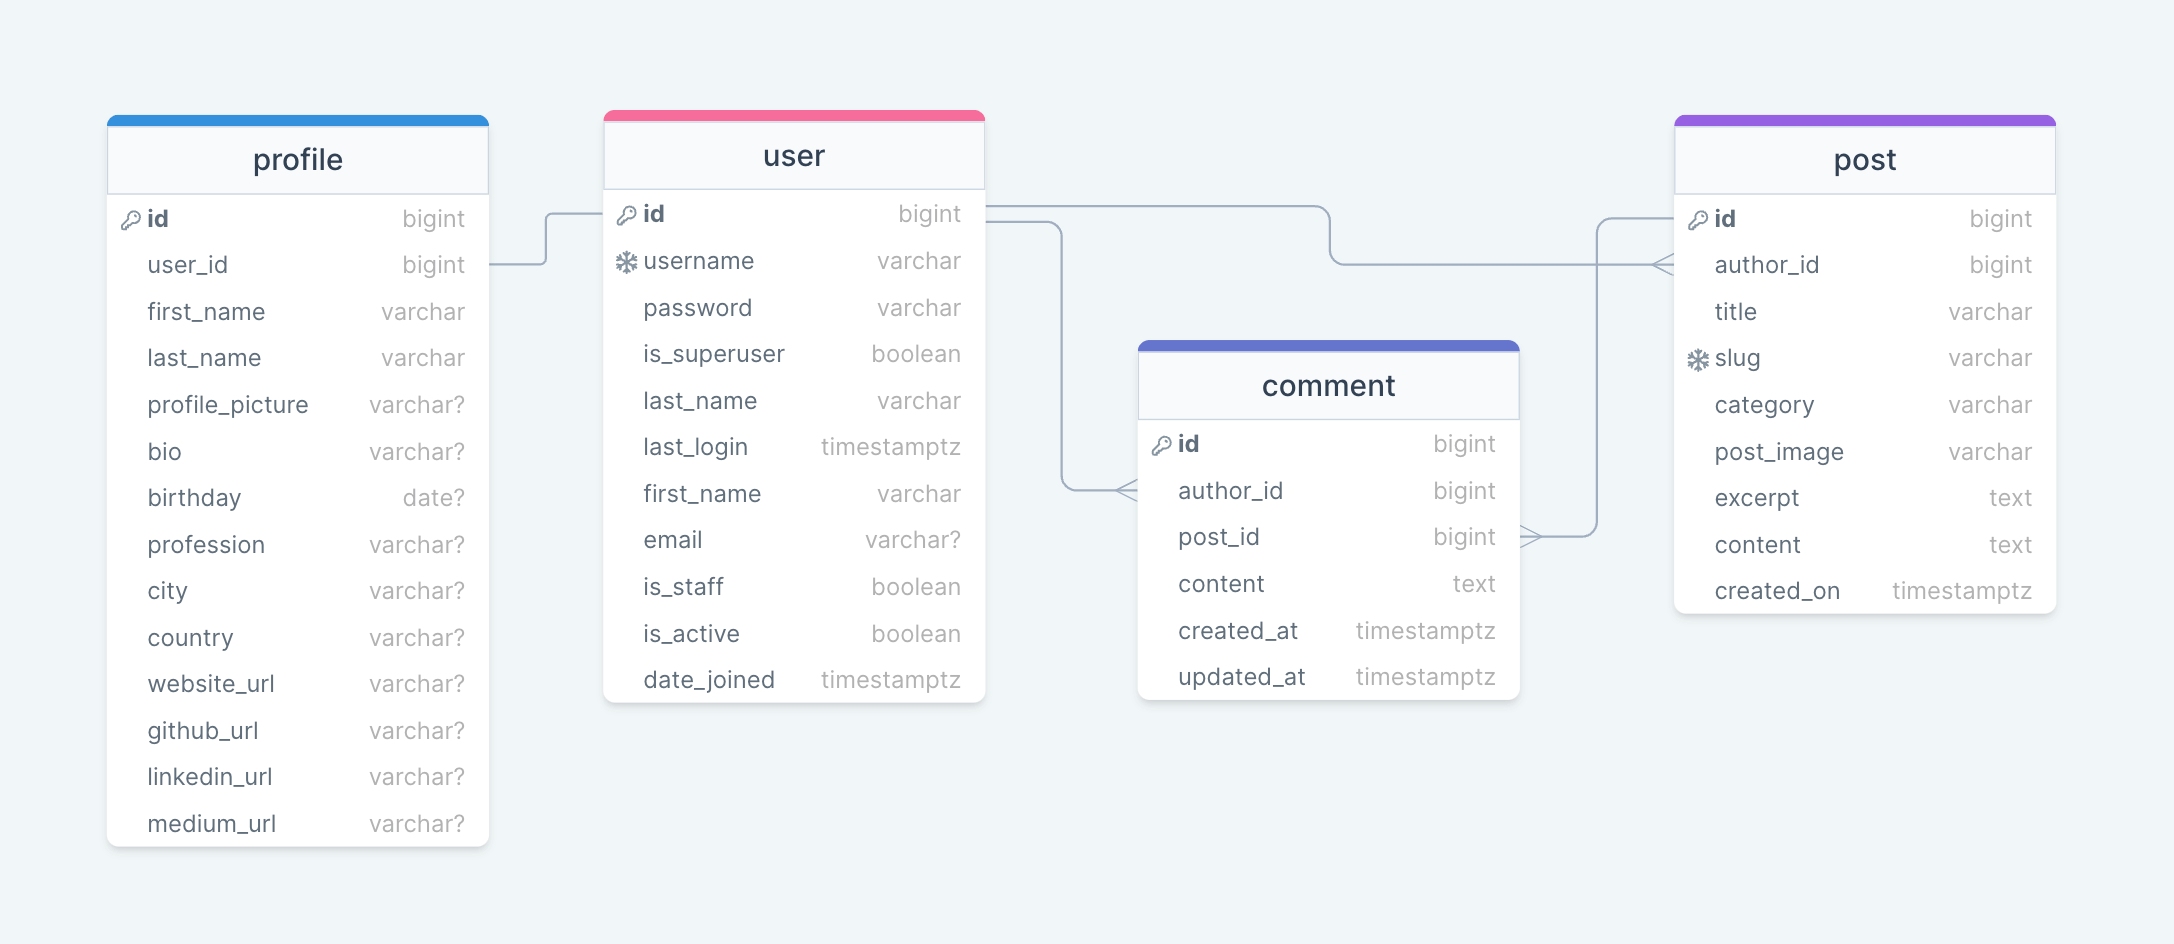 profile
id bigint
user_id bigint
first_name varchar
last_name varchar
profile_picture varchar?
bio varchar?
birthday date?
profession varchar?
city varchar?
country varchar?
website_url varchar?
github_url varchar?
linkedin_url varchar?
medium_url varchar?
user
id bigint
username varchar
password varchar
is_superuser boolean
last_name varchar
last_login timestamptz
first_name varchar
email varchar?
is_staff boolean
is_active boolean
date_joined timestamptz
comment
id bigint
author_id bigint
post_id bigint
content text
created_at timestamptz
updated_at timestamptz
post
id bigint
author_id bigint
title varchar
slug varchar
category varchar
post_image varchar
excerpt text
content text
created_on timestamptz